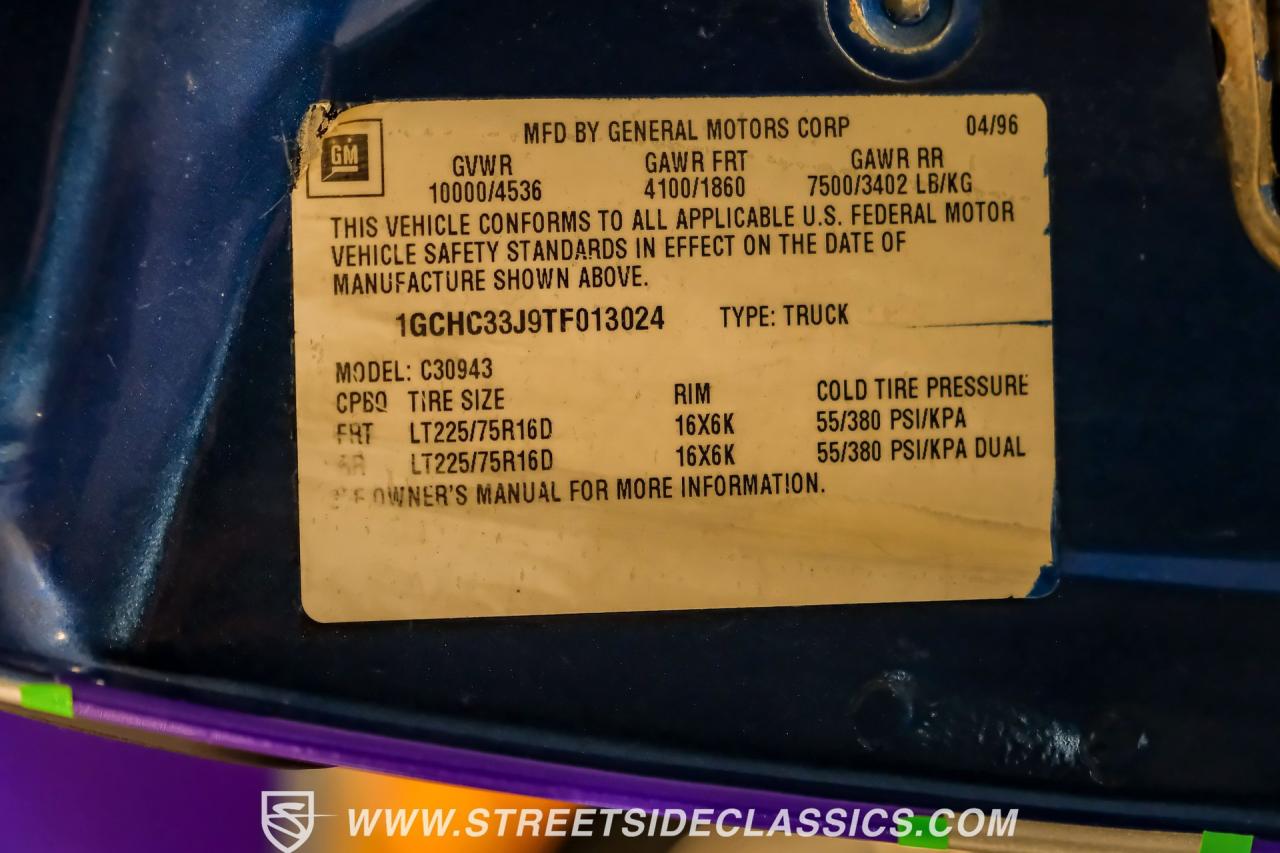 MFD BY GENERAL MOTORS CORP 04/96
GM
GVWR GAWR FRT GAWR RR
10000/4536 4100/1860 7500/3402 LB/KG
THIS VEHICLE CONFORMS TO ALL APPLICABLE U.S. FEDERAL MOTOR
VEHICLE SAFETY STANDARDS IN EFFECT ON THE DATE OF
MANUFACTURE SHOWN ABOVE.
1GCHC33J9TF013024 TYPE: TRUCK
MODEL: C30943
TIRE SIZE RIM COLD TIRE PRESSURE
FRT LT225/75R16D 16X6K 55/380 PSI/KPA
LT225/75R16D 16X6K 55/380 PSI/KPA DUAL
OWNER'S MANUAL FOR MORE INFORMATION.
WWW.STREETSIDECLASSICS.COM